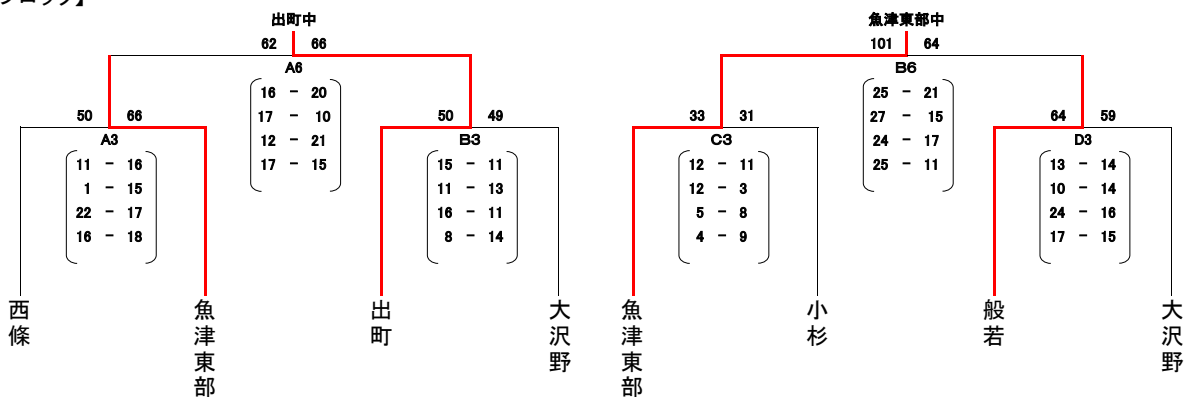 ブロック】
出町中 魚津東部中
62 66 101 64
A6 B6
16 - 20 25 - 21
17 - 10 27 - 15
12 - 21 24 - 17
17 - 15 25 - 11
50 66 50 49 33 31 64 59
A3 B3 C3 D3
11 - 16 15 - 11 12 - 11 13 - 14
1 - 15 11 - 13 12 - 3 10 - 14
22 - 17 16 - 11 5 - 8 24 - 16
16 - 18 8 - 14 4 - 9 17 - 15
西條 魚津東部 出町 大沢野 魚津東部 小杉 般若 大沢野